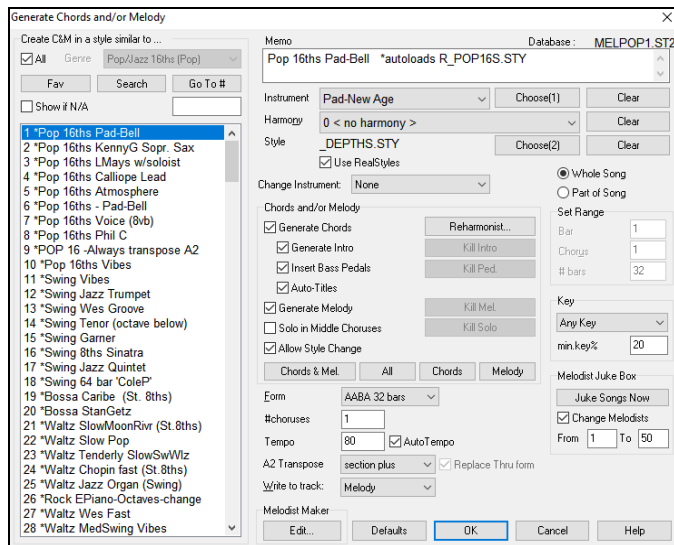 Generate Chords and/or Melody
Create C&M in a style similar to ...
All Genre Pop/Jazz 16ths (Pop)
Fav Search Go To #
Show if N/A
1 *Pop 16ths Pad-Bell
2 *Pop 16ths KennyG Sopr. Sax
3 *Pop 16ths LMays w/soloist
4 *Pop 16ths Calliope Lead
5 *Pop 16ths Atmosphere
6 *Pop 16ths - Pad-Bell
7 *Pop 16ths Voice (8vb)
8 *Pop 16ths Phil C
9 *POP 16 -Always transpose A2
10 *Pop 16ths Vibes
11 *Swing Vibes
12 *Swing Jazz Trumpet
13 *Swing Wes Groove
14 *Swing Tenor (octave below)
15 *Swing Garner
16 *Swing 8ths Sinatra
17 *Swing Jazz Quintet
18 *Swing 64 bar 'ColeP'
19 *Bossa Caribe (St. 8ths)
20 *Bossa StanGetz
21 *Waltz SlowMoonRivr (St.8ths)
22 *Waltz Slow Pop
23 *Waltz Tenderly SlowSwWlz
24 *Waltz Chopin fast (St.8ths)
25 *Waltz Jazz Organ (Swing)
26 *Rock EPiano-Octaves-change
27 *Waltz Wes Fast
28 *Waltz MedSwing Vibes
Memo Database : MELPOP1.ST2
Pop 16ths Pad-Bell *autoloads R_POP16S.STY
Instrument Pad-New Age Choose(1) Clear
Harmony 0 < no harmony > Clear
Style _DEPTHS.STY Choose(2) Clear
Use RealStyles
Change Instrument: None
Whole Song
Part of Song
Chords and/or Melody
Generate Chords Reharmonist...
Generate Intro Kill Intro
Insert Bass Pedals Kill Ped.
Auto-Titles
Generate Melody Kill Mel.
Solo in Middle Choruses Kill Solo
Allow Style Change
Chords & Mel. All Chords Melody
Form AABA 32 bars
#choruses 1
Tempo 80 AutoTempo
A2 Transpose section plus Replace Thru form
Write to track: Melody
Melodist Maker
Edit... Defaults OK Cancel Help
Set Range
Bar 1
Chorus 1
# bars 32
Key
Any Key
min.key% 20
Melodist Juke Box
Juke Songs Now
Change Melodists
From 1 To 50